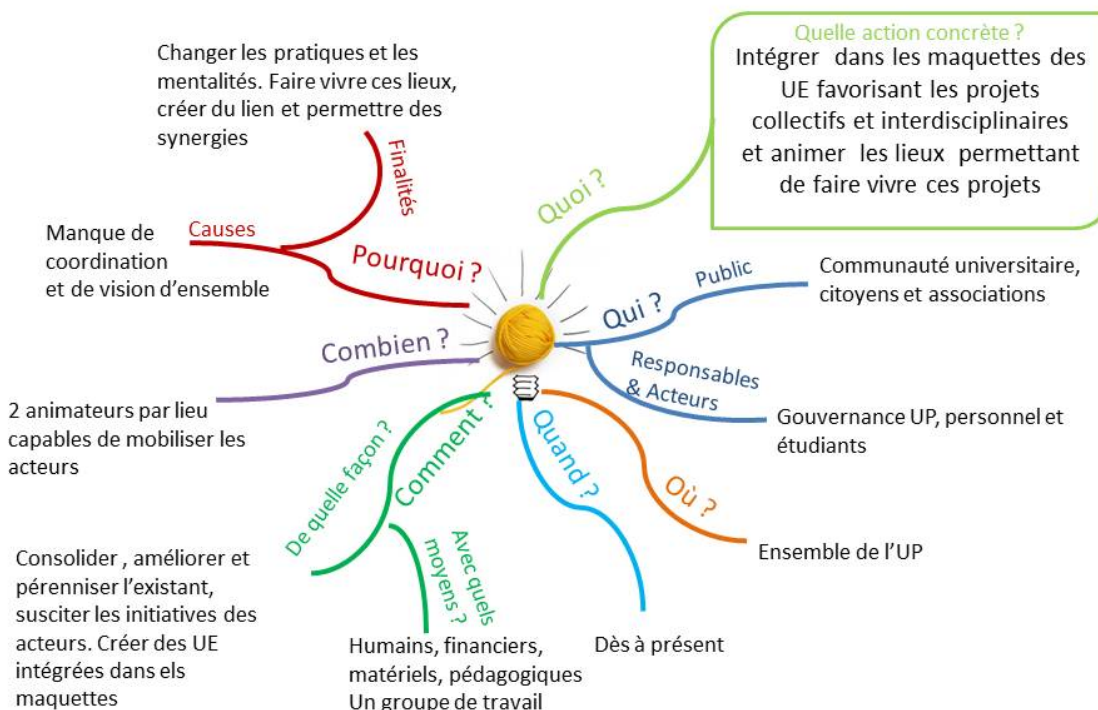 Quelle action concrète ?
Intégrer dans les maquettes des
UE favorisant les projets
collectifs et interdisciplinaires
et animer les lieux permettant
de faire vivre ces projets
Quoi ?
Changer les pratiques et les
mentalités. Faire vivre ces lieux,
créer du lien et permettre des
synergies
Finalités
Causes
Manque de
coordination
et de vision d’ensemble
Pourquoi ?
Public
Communauté universitaire,
citoyens et associations
Qui ?
Responsables
& Acteurs
Gouvernance UP, personnel et
étudiants
Combien ?
2 animateurs par lieu
capables de mobiliser les
acteurs
Comment ?
De quelle façon ?
Consolider , améliorer et
pérenniser l’existant,
susciter les initiatives des
acteurs. Créer des UE
intégrées dans els
maquettes
Avec quels
moyens ?
Humains, financiers,
matériels, pédagogiques
Un groupe de travail
Quand ?
Dès à présent
Où ?
Ensemble de l’UP